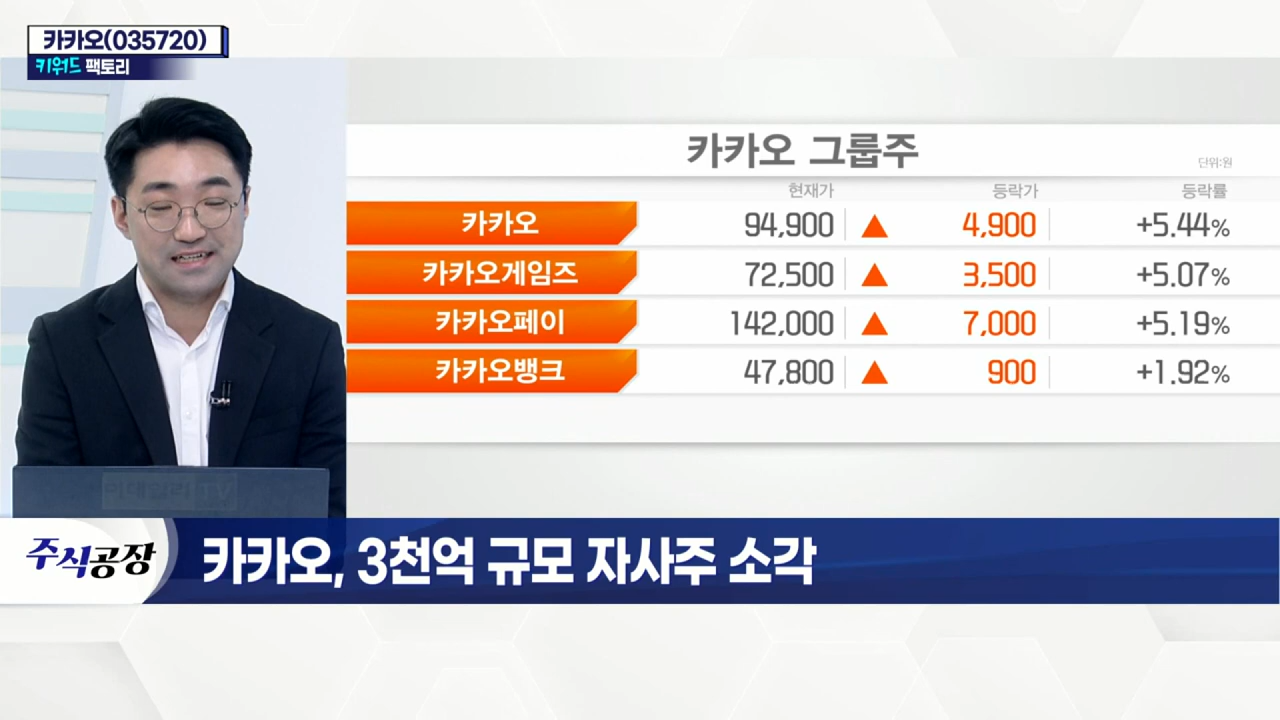 카카오(035720)
키워드 팩토리
카카오 그룹주
단위:원
현재가 등락가 등락률
카카오 94,900 ▲ 4,900 +5.44%
카카오게임즈 72,500 ▲ 3,500 +5.07%
카카오페이 142,000 ▲ 7,000 +5.19%
카카오뱅크 47,800 ▲ 900 +1.92%
주식공장
카카오, 3천억 규모 자사주 소각